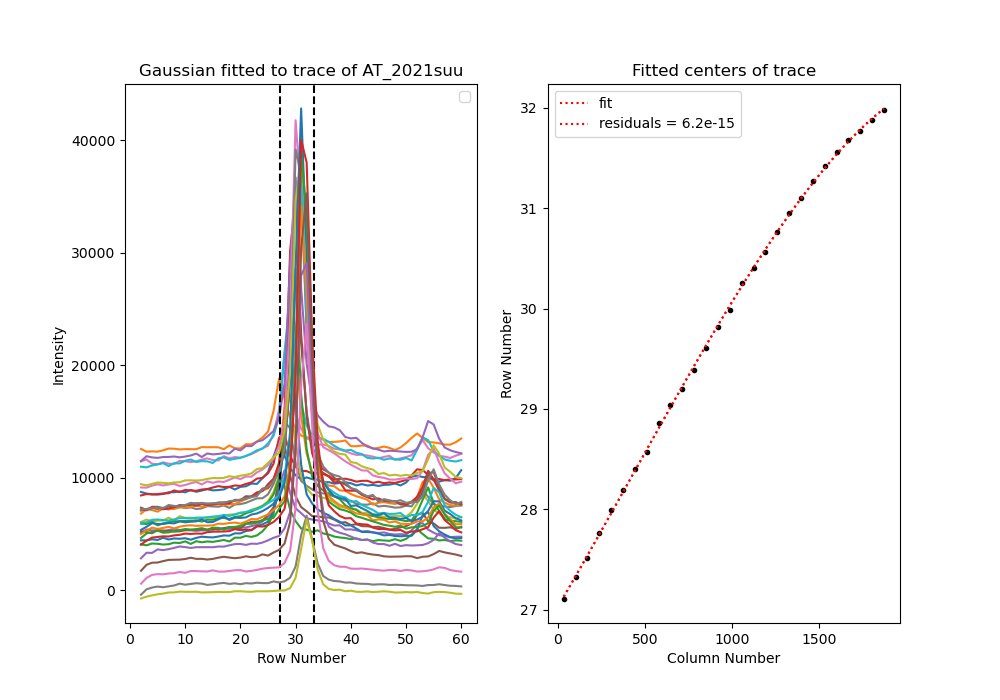 Gaussian fitted to trace of AT_2021suu
Intensity
40000
30000
20000
10000
0
0 10 20 30 40 50 60
Row Number
Fitted centers of trace
fit
residuals = 6.2e-15
Row Number
32
31
30
29
28
27
0 500 1000 1500
Column Number